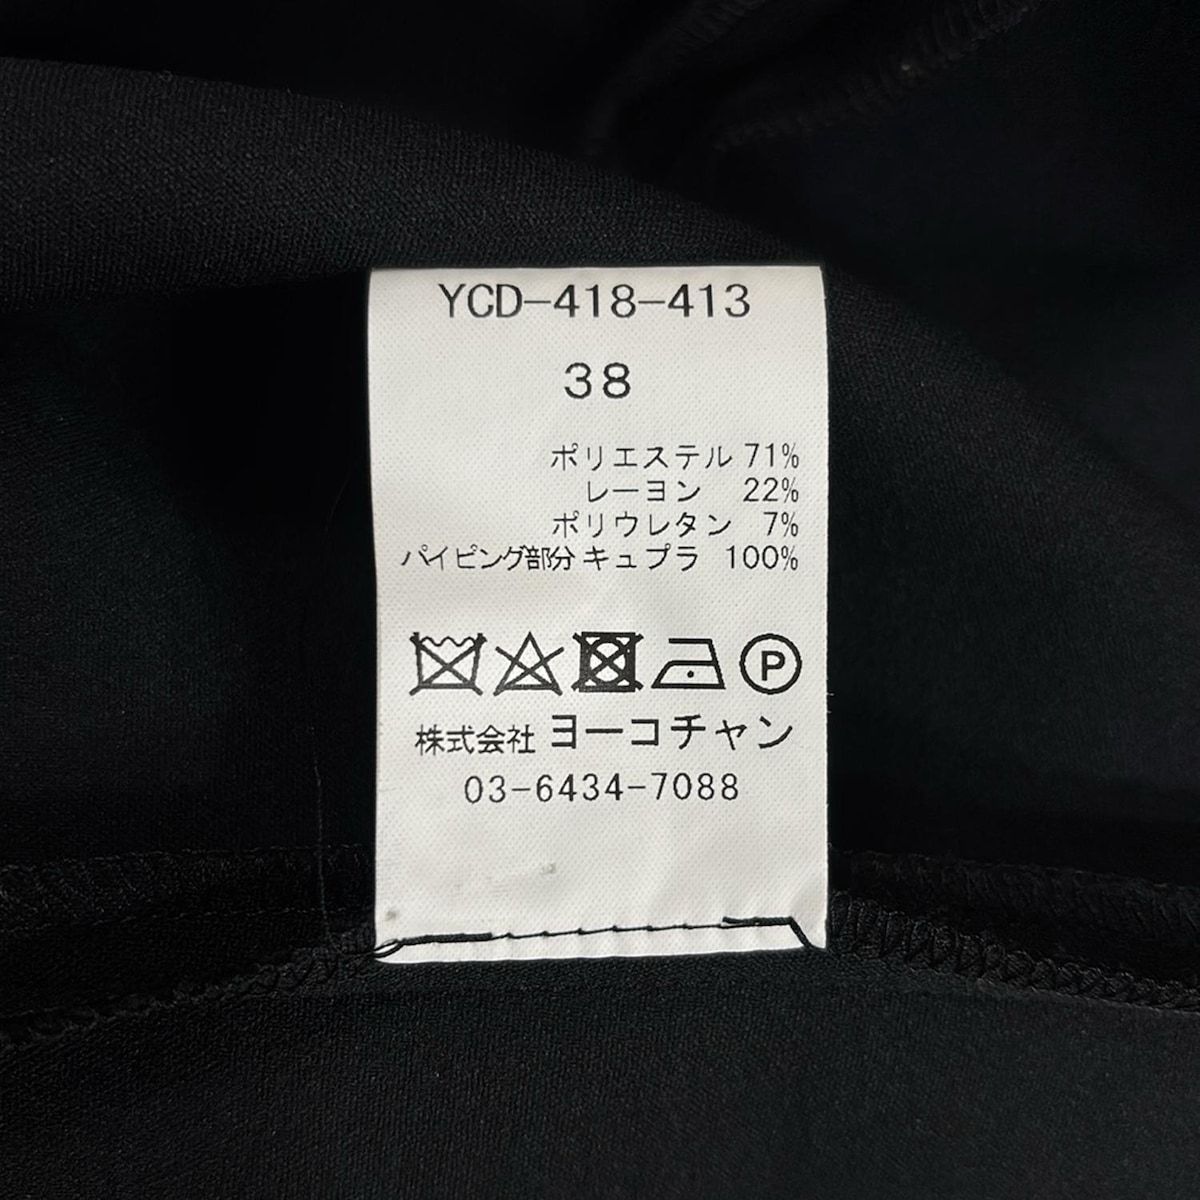 YCD-418-413
38
ポリエステル 71%
レーヨン 22%
ポリウレタン 7%
パイピング部分 キュプラ 100%
P
株式会社 ヨーコチャン
03-6434-7088